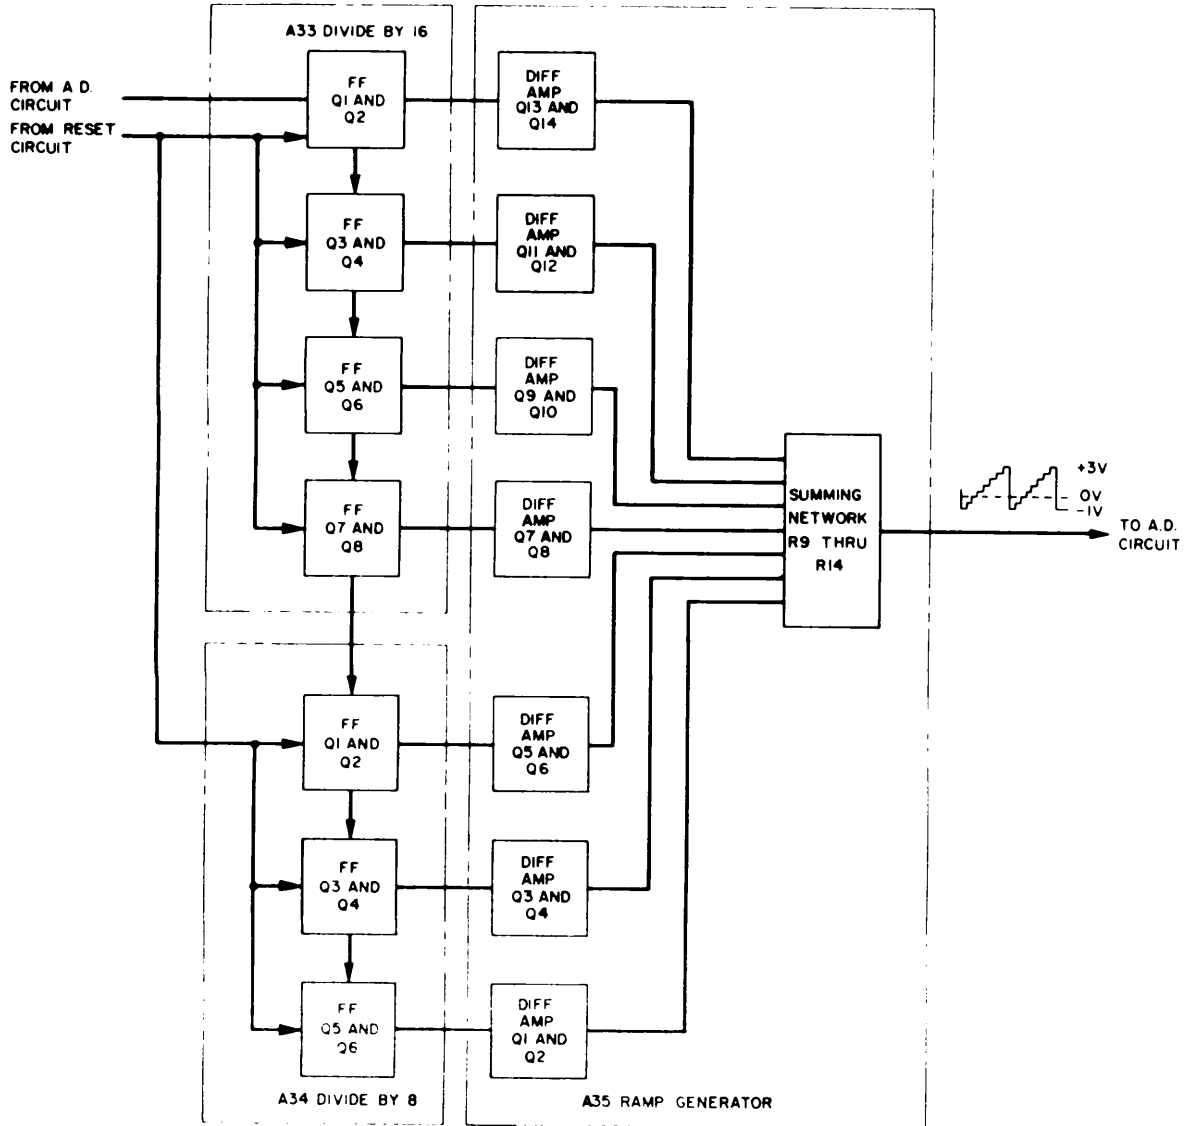 A33 DIVIDE BY 16
FROM A.D.
CIRCUIT
FROM RESET
CIRCUIT
FF
Q1 AND
Q2
DIFF
AMP
Q13 AND
Q14
FF
Q3 AND
Q4
DIFF
AMP
Q11 AND
Q12
FF
Q5 AND
Q6
DIFF
AMP
Q9 AND
Q10
FF
Q7 AND
Q8
DIFF
AMP
Q7 AND
Q8
SUMMING
NETWORK
R9 THRU
R14
+3V
0V
-1V
TO A.D.
CIRCUIT
FF
Q1 AND
Q2
DIFF
AMP
Q5 AND
Q6
FF
Q3 AND
Q4
DIFF
AMP
Q3 AND
Q4
FF
Q5 AND
Q6
DIFF
AMP
Q1 AND
Q2
A34 DIVIDE BY 8
A35 RAMP GENERATOR